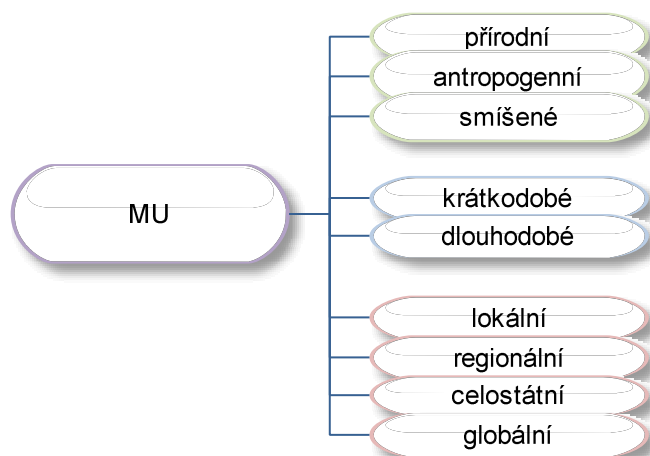 MU
přírodní
antropogenní
smíšené
krátkodobé
dlouhodobé
lokální
regionální
celostátní
globální